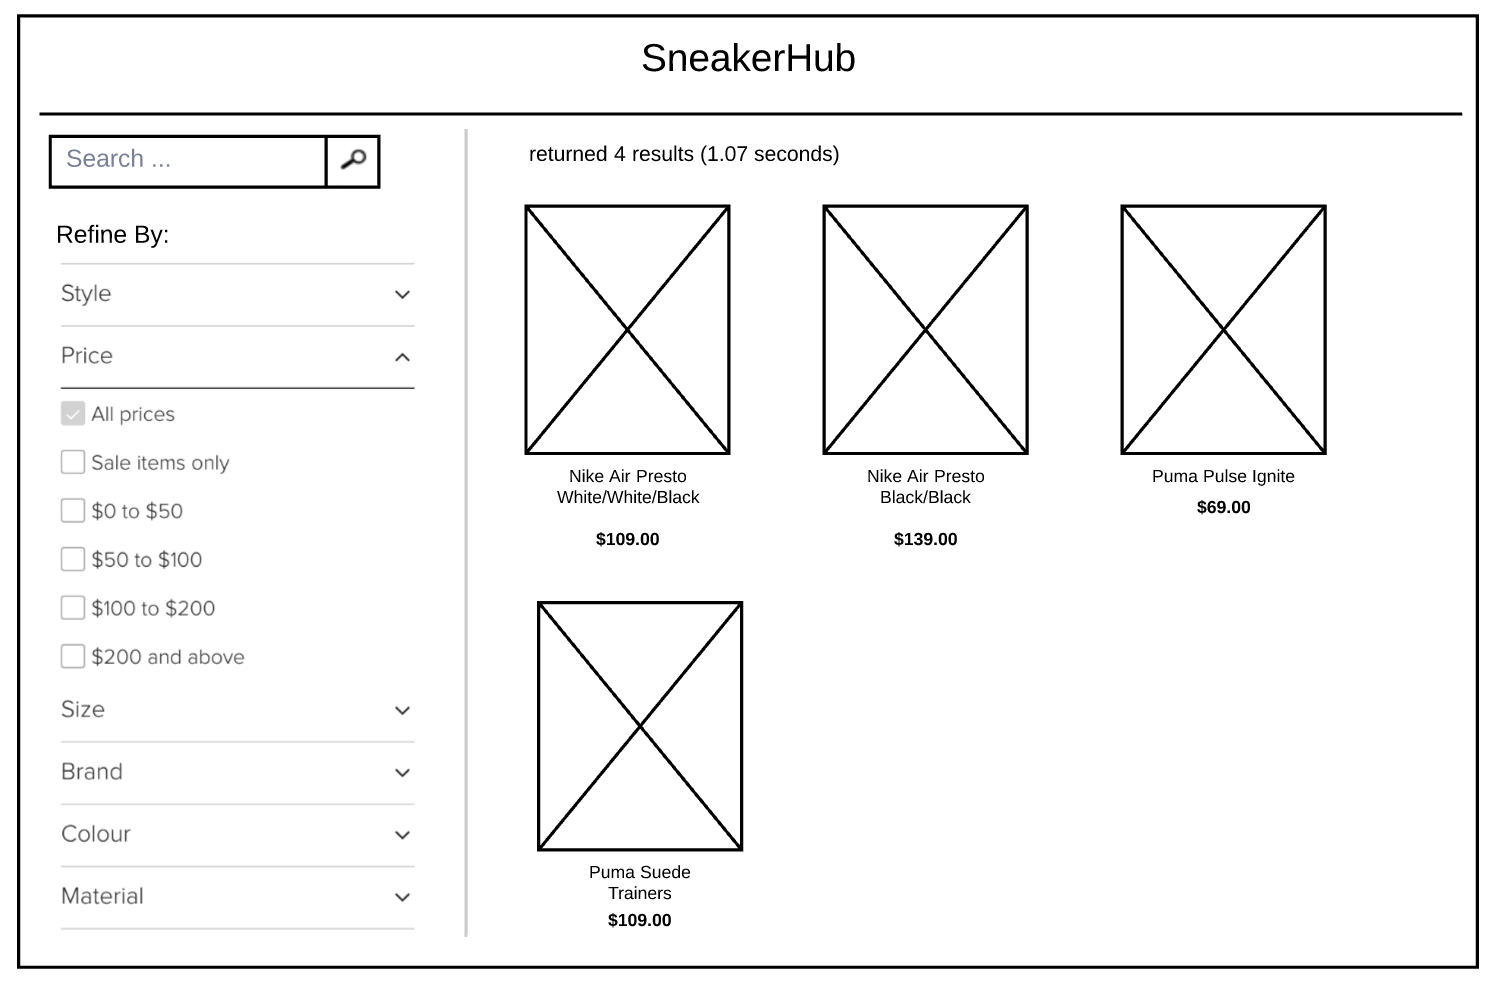 SneakerHub
Search ...
Refine By:
Style
Price
All prices
Sale items only
$0 to $50
$50 to $100
$100 to $200
$200 and above
Size
Brand
Colour
Material
returned 4 results (1.07 seconds)
Nike Air Presto
White/White/Black
$109.00
Nike Air Presto
Black/Black
$139.00
Puma Pulse Ignite
$69.00
Puma Suede
Trainers
$109.00